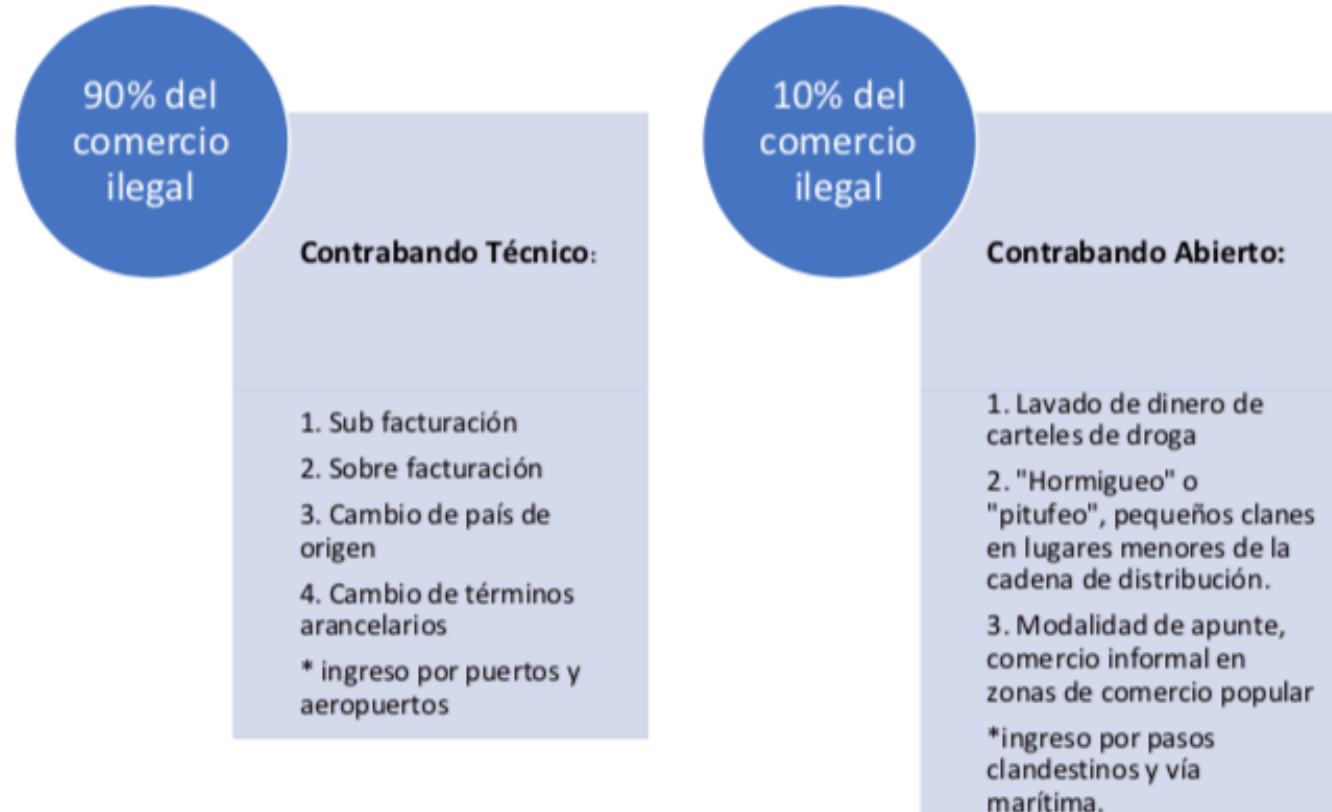 90% del
comercio
ilegal
Contrabando Técnico:
1. Sub facturación
2. Sobre facturación
3. Cambio de país de
origen
4. Cambio de términos
arancelarios
* ingreso por puertos y
aeropuertos
10% del
comercio
ilegal
Contrabando Abierto:
1. Lavado de dinero de
carteles de droga
2. "Hormigueo" o
"pitufeo", pequeños clanes
en lugares menores de la
cadena de distribución.
3. Modalidad de apunte,
comercio informal en
zonas de comercio popular
*ingreso por pasos
clandestinos y vía
marítima.